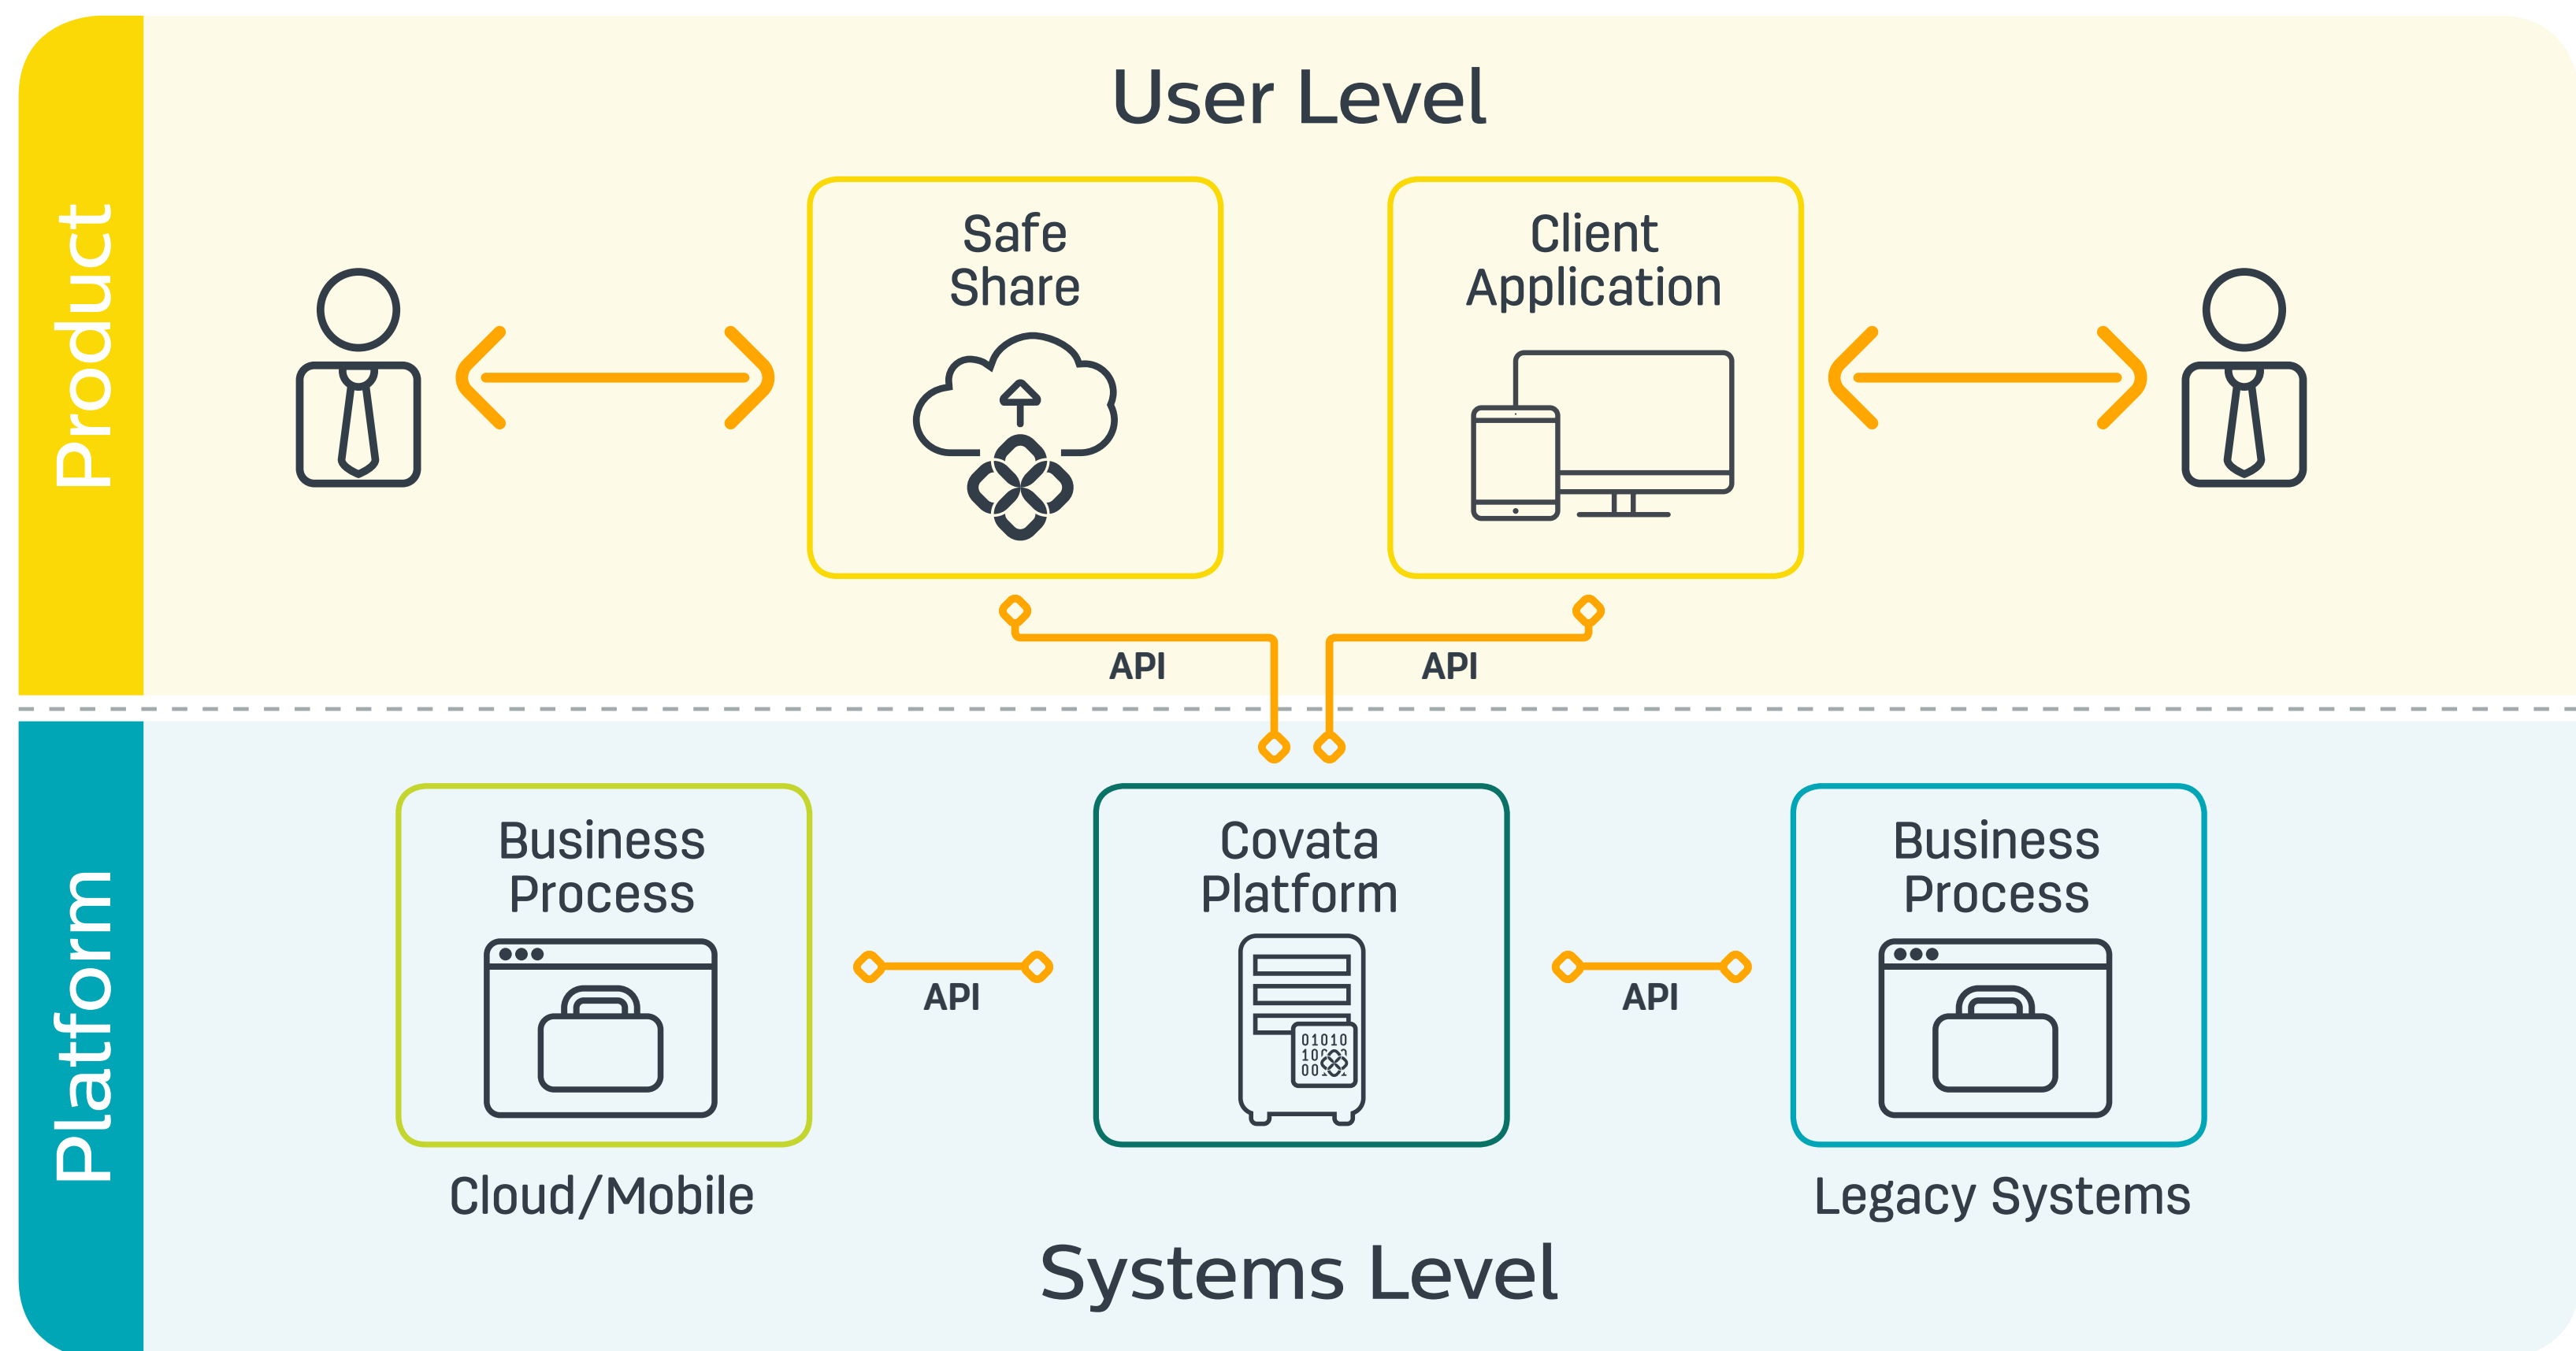 User Level
Product
Safe
Share
Client
Application
API
API
Platform
Business
Process
Covata
Platform
Business
Process
API
API
01010
Cloud/Mobile
Legacy Systems
Systems Level